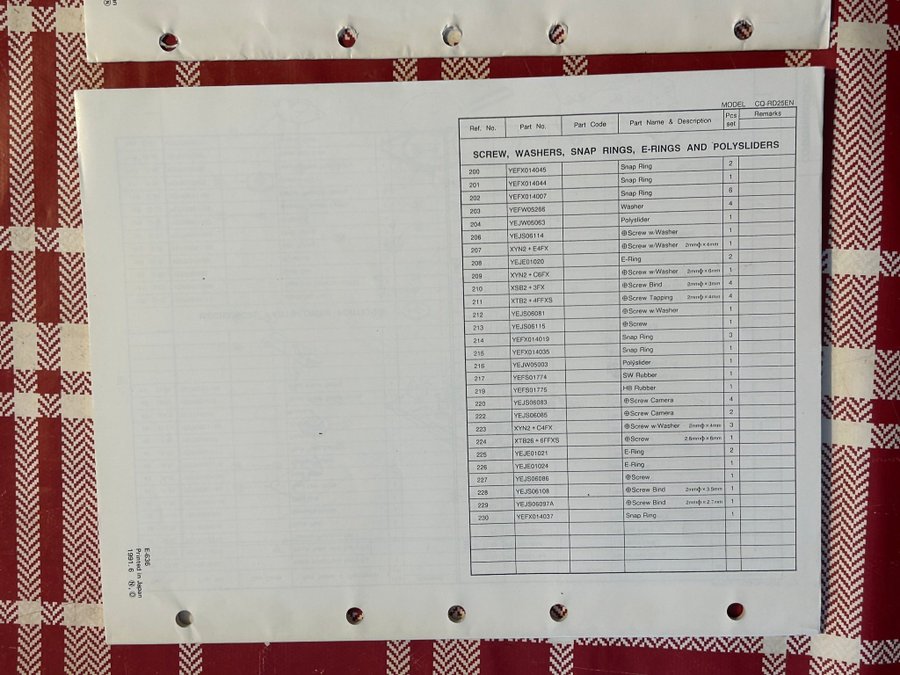 MODEL CQ-RD25EN
Ref. No. Part No. Part Code Part Name & Description Pcs set Remarks
SCREW, WASHERS, SNAP RINGS, E-RINGS AND POLYSLIDERS
200 YEFX014045 Snap Ring 2
201 YEFX014044 Snap Ring 1
202 YEFX014007 Snap Ring 6
203 YEFW05266 Washer 4
204 YEJW05063 Polyslider 1
206 YEJS06114 ⊕Screw w-Washer 1
207 XYN2+E4FX ⊕Screw w-Washer 2mmϕ×4mm 1
208 YEJE01020 E-Ring 2
209 XYN2+C6FX ⊕Screw w-Washer 2mmϕ×6mm 1
210 XSB2+3FX ⊕Screw Bind 2mmϕ×3mm 4
211 XTB2+4FFXS ⊕Screw Tapping 2mmϕ×4mm 4
212 YEJS06081 ⊕Screw w-Washer 1
213 YEJS06115 ⊕Screw 1
214 YEFX014019 Snap Ring 3
215 YEFX014035 Snap Ring 1
216 YEJW05003 Polyslider 1
217 YEFS01774 SW Rubber 1
219 YEFS01775 HB Rubber 1
220 YEJS06083 ⊕Screw Camera 4
222 YEJS06085 ⊕Screw Camera 2
223 XYN2+C4FX ⊕Screw w-Washer 2mmϕ×4mm 3
224 XTB26+6FFXS ⊕Screw 2.6mmϕ×6mm 1
225 YEJE01021 E-Ring 2
226 YEJE01024 E-Ring 1
227 YEJS06086 ⊕Screw 1
228 YEJS06108 ⊕Screw Bind 2mmϕ×3.5mm 1
229 YEJS06097A ⊕Screw Bind 2mmϕ×2.7mm 1
230 YEFX014037 Snap Ring 1
E-636
Printed in Japan
1991. 6 Ⓝ, Ⓞ